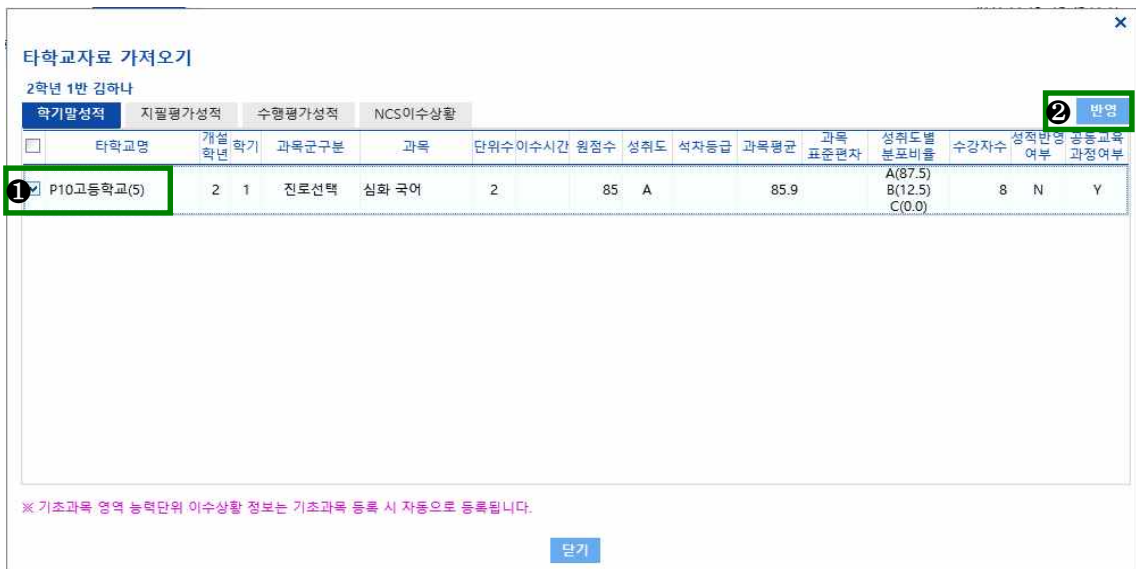 ×
타학교자료 가져오기
2학년 1반 김하나
학기말성적 지필평가성적 수행평가성적 NCS이수상황 ❷ 반영
타학교명 개설학년 학기 과목군구분 과목 단위수 이수시간 원점수 성취도 석차등급 과목평균 과목표준편차 성취도별분포비율 수강자수 성적반영여부 공동교육과정여부
❶ P10고등학교(5) 2 1 진로선택 심화 국어 2 85 A 85.9 A(87.5) B(12.5) C(0.0) 8 N Y
※ 기초과목 영역 능력단위 이수상황 정보는 기초과목 등록 시 자동으로 등록됩니다.
닫기